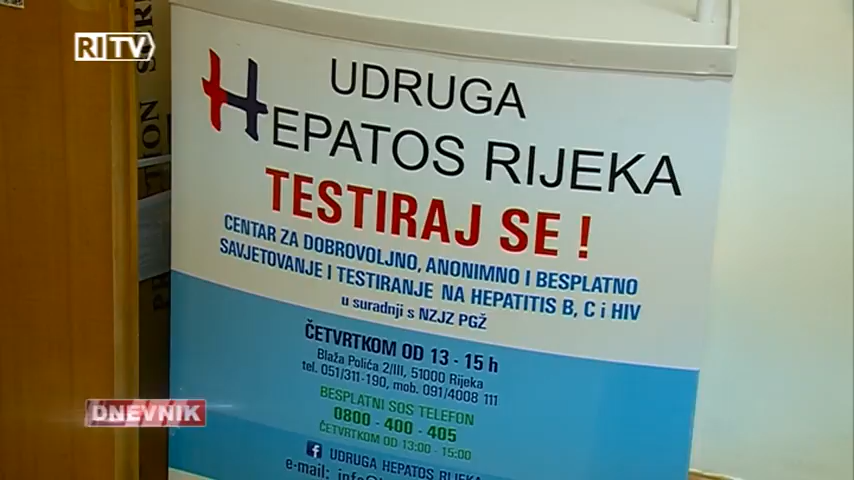 RI TV
UDRUGA
HEPATOS RIJEKA
TESTIRAJ SE !
CENTAR ZA DOBROVOLJNO, ANONIMNO I BESPLATNO
SAVJETOVANJE I TESTIRANJE NA HEPATITIS B, C i HIV
u suradnji s NZJZ PGŽ
ČETVRTKOM OD 13 - 15 h
Blaža Polića 2/III, 51000 Rijeka
tel. 051/311-190, mob. 091/4008 111
BESPLATNI SOS TELEFON
0800 - 400 - 405
ČETVRTKOM OD 13:00 - 15:00
UDRUGA HEPATOS RIJEKA
e-mail:
DNEVNIK